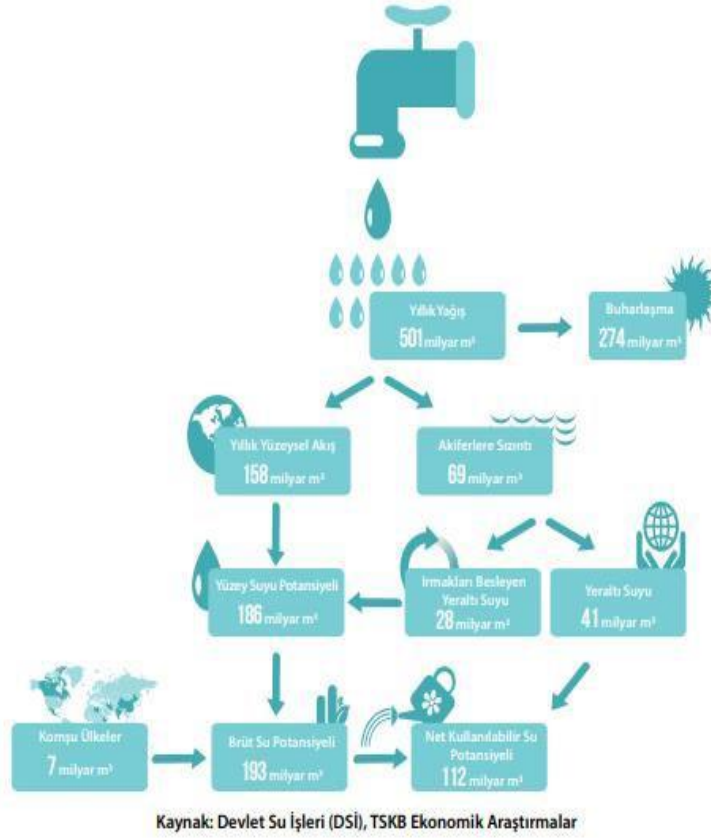 Yıllık Yağış
501 milyar m³
Buharlaşma
274 milyar m³
Yıllık Yüzeysel Akış
158 milyar m³
Akiferlere Sızıntı
69 milyar m³
Yüzey Suyu Potansiyeli
186 milyar m³
Irmakları Besleyen
Yeraltı Suyu
28 milyar m³
Yeraltı Suyu
41 milyar m³
Komşu Ülkeler
7 milyar m³
Brüt Su Potansiyeli
193 milyar m³
Net Kullanılabilir Su
Potansiyeli
112 milyar m³
Kaynak: Devlet Su İşleri (DSİ), TSKB Ekonomik Araştırmalar